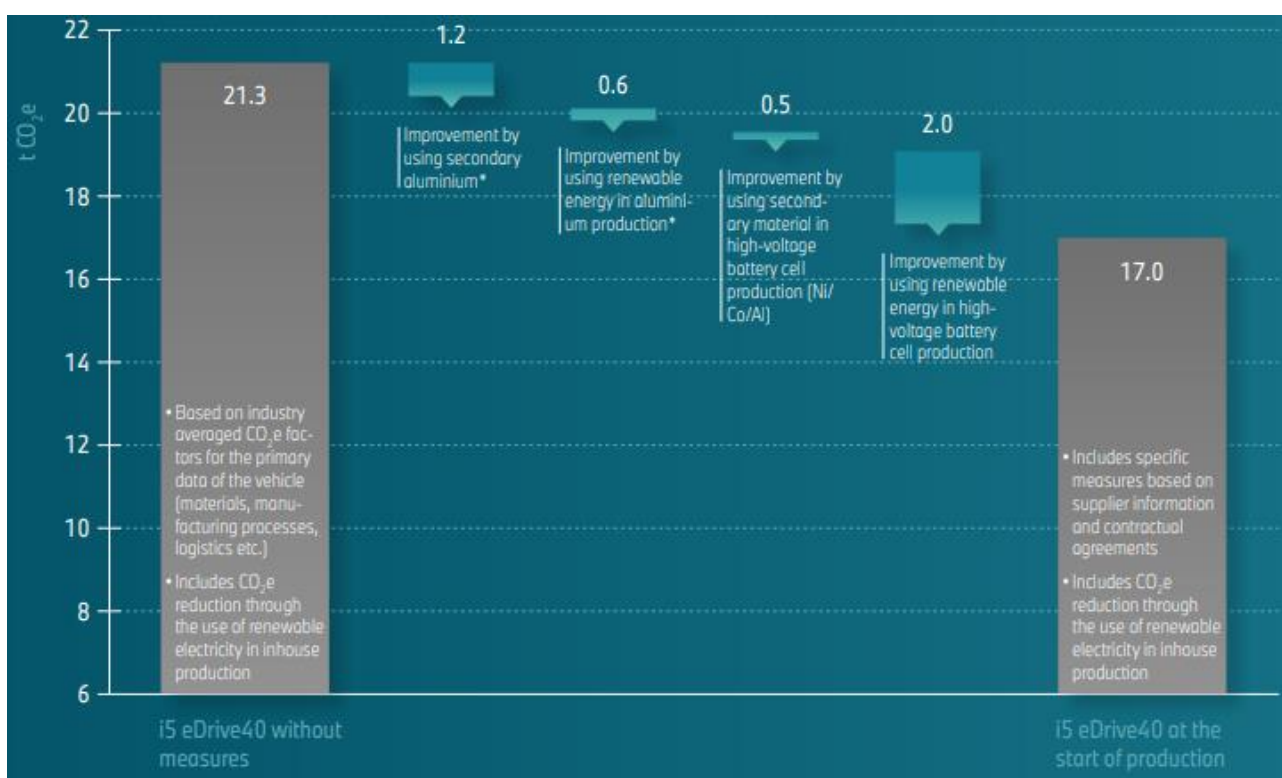 22
20
18
16
14
12
10
8
6
t CO₂e
21.3
• Based on industry
averaged CO₂e fac-
tors for the primary
data of the vehicle
(materials, manu-
facturing processes,
logistics etc.)
• Includes CO₂e
reduction through
the use of renewable
electricity in inhouse
production
i5 eDrive40 without
measures
1.2
Improvement by
using secondary
aluminium*
0.6
Improvement by
using renewable
energy in alumini-
um production*
0.5
Improvement by
using second-
ary material in
high-voltage
battery cell
production (Ni/
Co/Al)
2.0
Improvement by
using renewable
energy in high-
voltage battery
cell production
17.0
• Includes specific
measures based on
supplier information
and contractual
agreements
• Includes CO₂e
reduction through
the use of renewable
electricity in inhouse
production
i5 eDrive40 at the
start of production